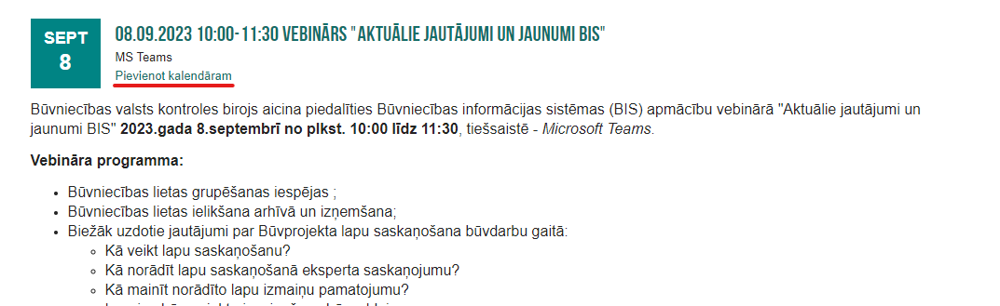 SEPT
8
08.09.2023 10:00-11:30 VEBINĀRS "AKTUĀLIE JAUTĀJUMI UN JAUNUMI BIS"
MS Teams
Pievienot kalendāram
Būvniecības valsts kontroles birojs aicina piedalīties Būvniecības informācijas sistēmas (BIS) apmācību vebinārā "Aktuālie jautājumi un
jaunumi BIS" 2023.gada 8.septembrī no plkst. 10:00 līdz 11:30, tiešsaistē - Microsoft Teams.
Vebināra programma:
• Būvniecības lietas grupēšanas iespējas ;
• Būvniecības lietas ielikšana arhīvā un izņemšana;
• Biežāk uzdotie jautājumi par Būvprojekta lapu saskaņošana būvdarbu gaitā:
◦ Kā veikt lapu saskaņošanu?
◦ Kā norādīt lapu saskaņošanā eksperta saskaņojumu?
◦ Kā mainīt norādīto lapu izmaiņu pamatojumu?